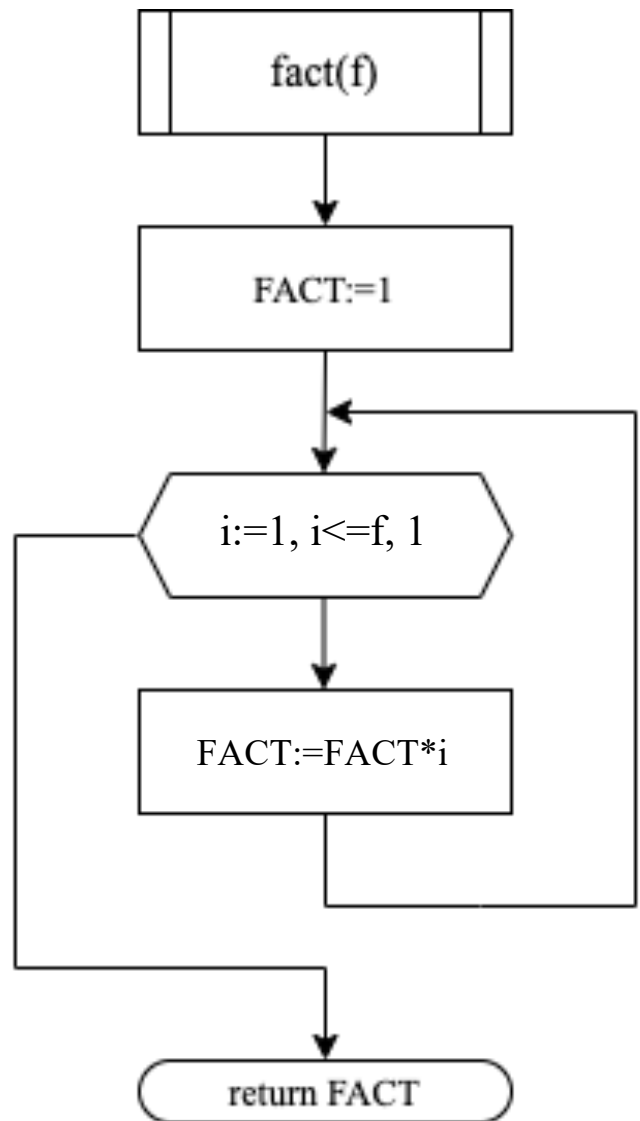 fact(f)
FACT:=1
i:=1, i<=f, 1
FACT:=FACT*i
return FACT